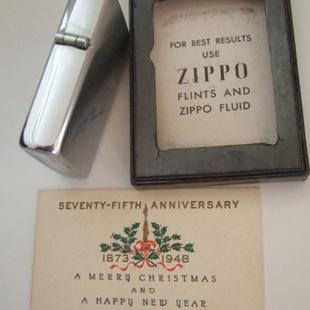 FOR BEST RESULTS
USE
ZIPPO
FLINTS AND
ZIPPO FLUID
SEVENTY-FIFTH ANNIVERSARY
1873 1948
A MERRY CHRISTMAS
AND
A HAPPY NEW YEAR